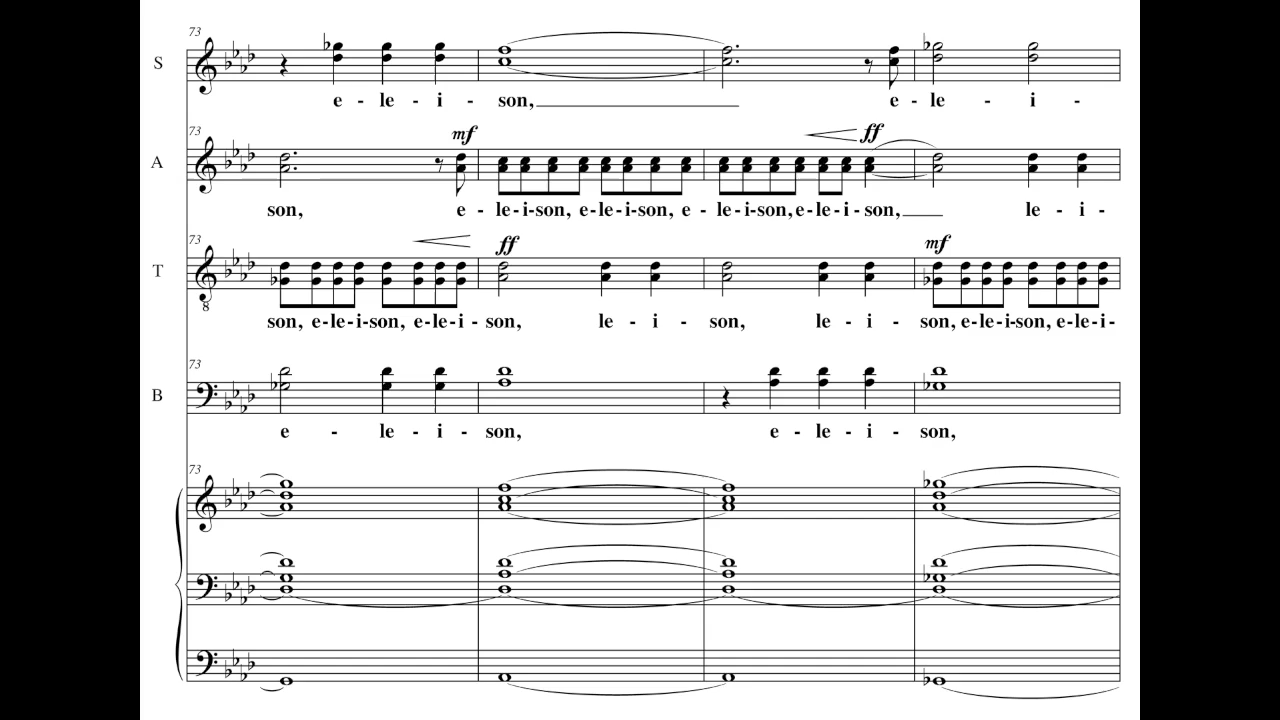 73
S
e - le - i - son, e - le - i -
73
mf
ff
A
son, e - le-i-son, e-le-i-son, e - le-i-son,e-le-i-son, le - i -
73
ff
mf
T
8
son, e-le-i-son, e-le-i- son, le - i - son, le - i - son, e-le-i-son, e-le-i-
73
B
e - le - i - son, e - le - i - son,
73